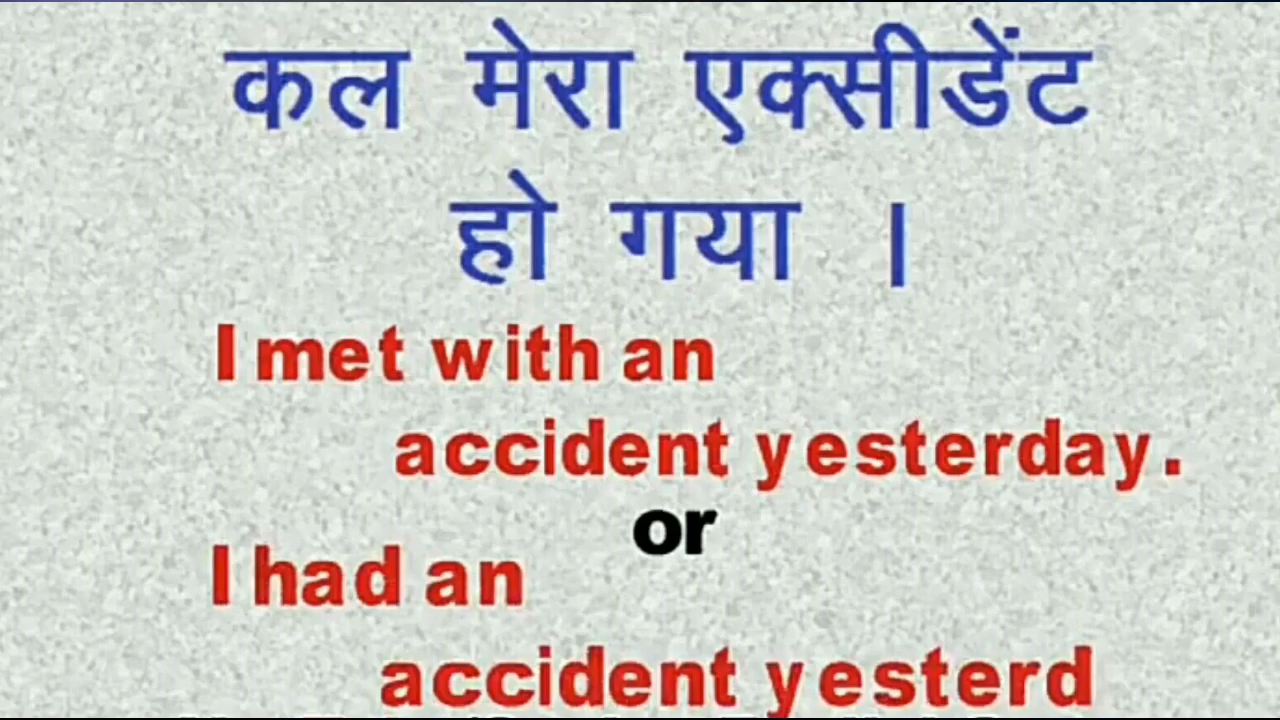 कल मेरा एक्सीडेंट
हो गया ।
I met with an
accident yesterday.
or
I had an
accident yesterd